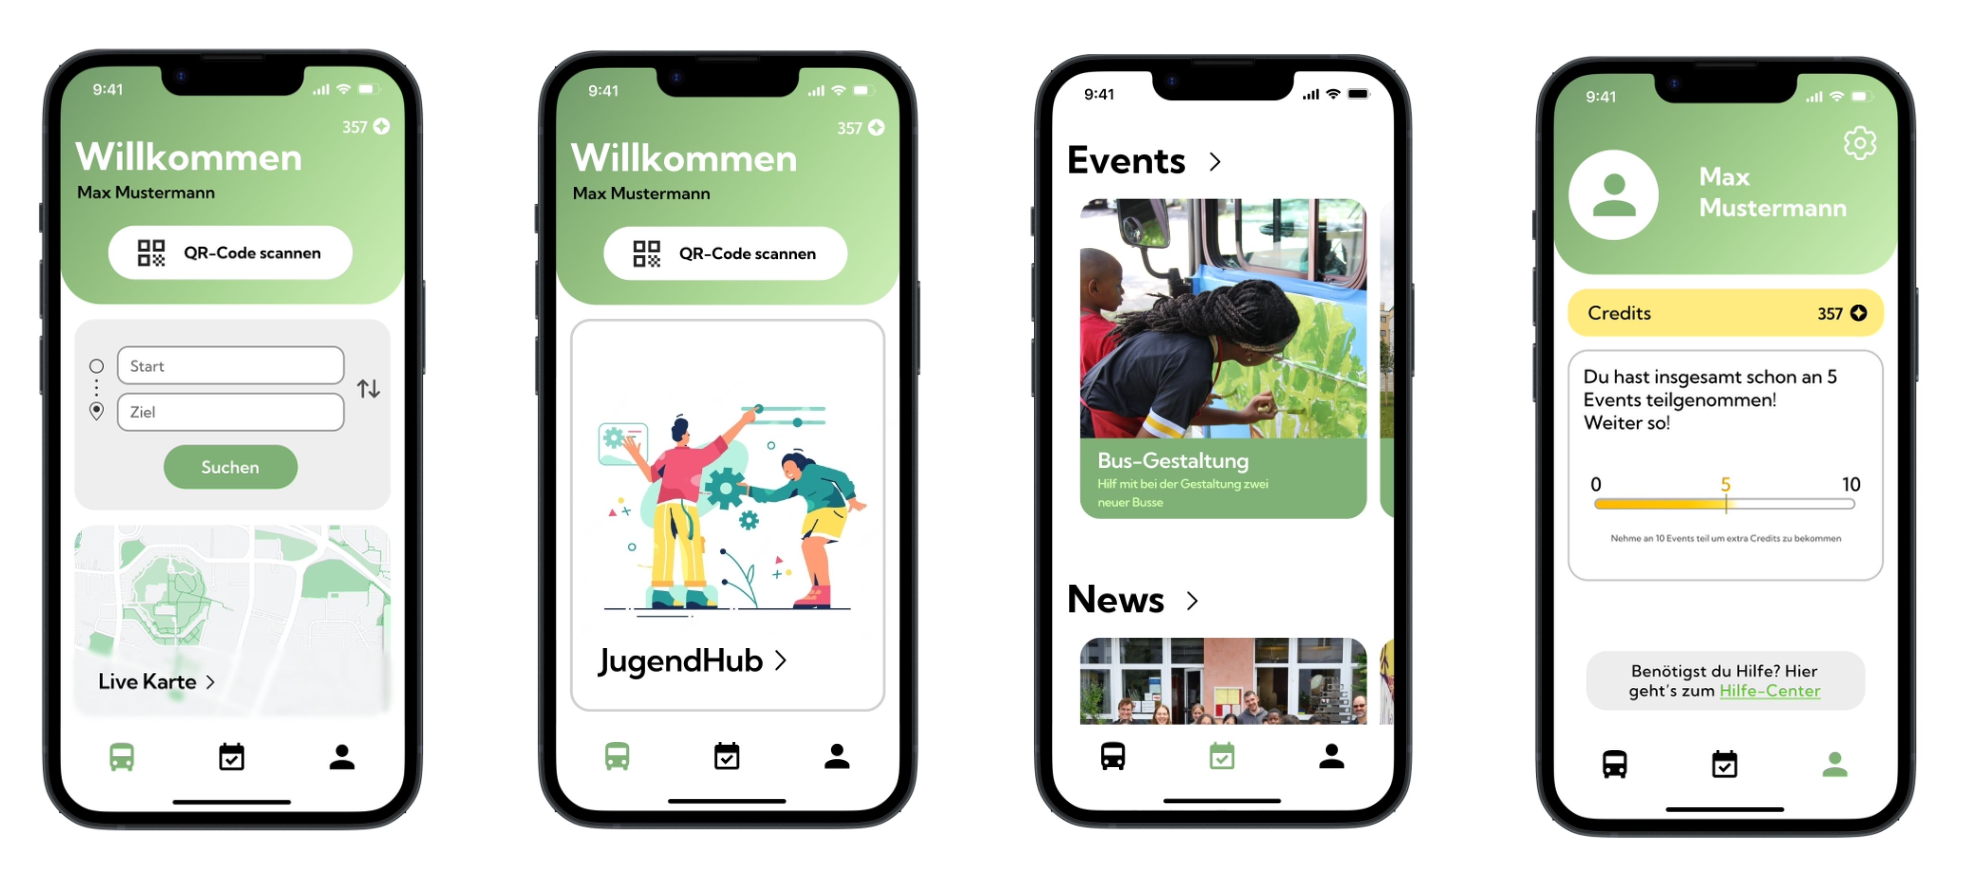 9:41
357
Willkommen
Max Mustermann
QR-Code scannen
Start
Ziel
Suchen
Live Karte >
9:41
357
Willkommen
Max Mustermann
QR-Code scannen
JugendHub >
9:41
Events >
Bus-Gestaltung
Hilf mit bei der Gestaltung zwei
neuer Busse
News >
9:41
Max
Mustermann
Credits 357
Du hast insgesamt schon an 5
Events teilgenommen!
Weiter so!
0 5 10
Nehme an 10 Events teil um extra Credits zu bekommen
Benötigst du Hilfe? Hier
geht's zum Hilfe-Center